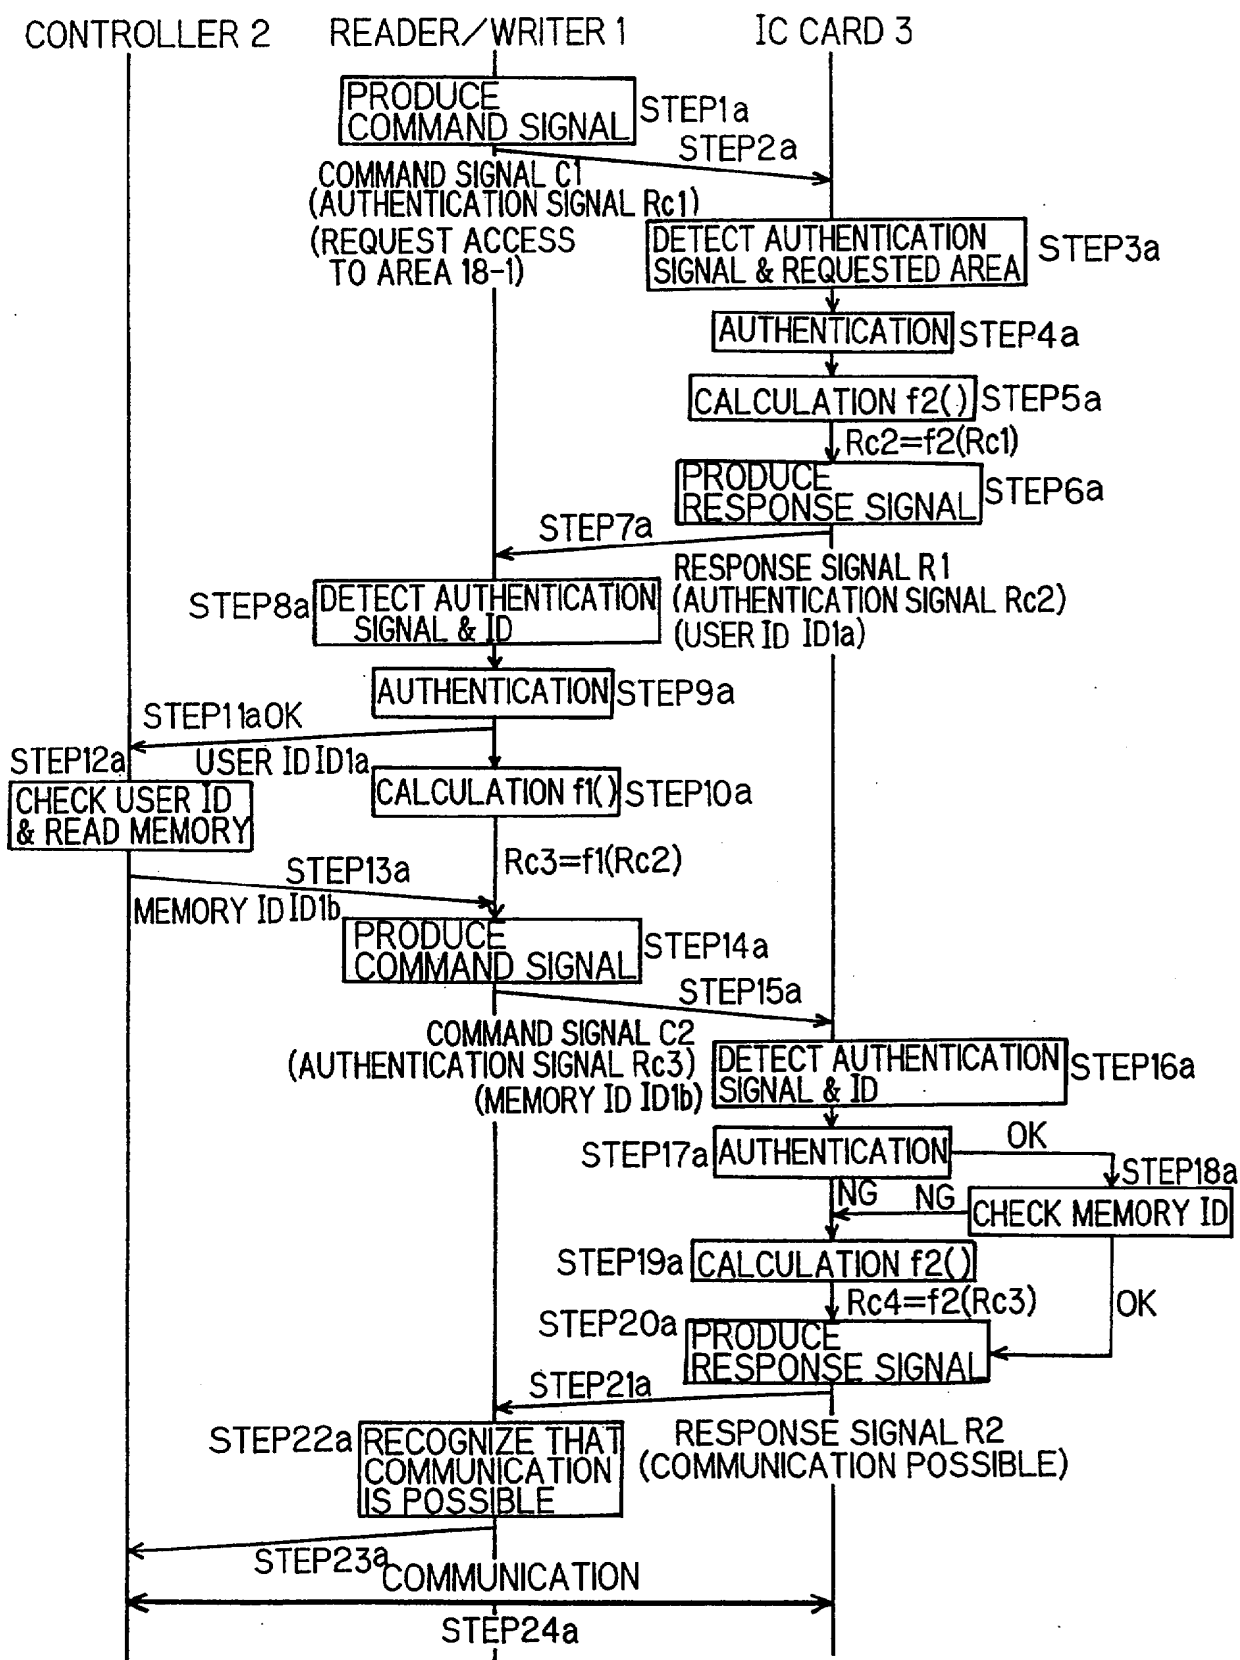 CONTROLLER 2
READER/WRITER 1
IC CARD 3
PRODUCE
COMMAND SIGNAL
STEP1a
STEP2a
COMMAND SIGNAL C1
(AUTHENTICATION SIGNAL Rc1)
(REQUEST ACCESS
TO AREA 18-1)
DETECT AUTHENTICATION
SIGNAL & REQUESTED AREA
STEP3a
AUTHENTICATION
STEP4a
CALCULATION f2()
STEP5a
Rc2=f2(Rc1)
PRODUCE
RESPONSE SIGNAL
STEP6a
STEP7a
RESPONSE SIGNAL R1
(AUTHENTICATION SIGNAL Rc2)
(USER ID ID1a)
STEP8a
DETECT AUTHENTICATION
SIGNAL & ID
AUTHENTICATION
STEP9a
STEP11a OK
USER ID ID1a
STEP12a
CHECK USER ID
& READ MEMORY
CALCULATION f1()
STEP10a
Rc3=f1(Rc2)
STEP13a
MEMORY ID ID1b
PRODUCE
COMMAND SIGNAL
STEP14a
STEP15a
COMMAND SIGNAL C2
(AUTHENTICATION SIGNAL Rc3)
(MEMORY ID ID1b)
DETECT AUTHENTICATION
SIGNAL & ID
STEP16a
STEP17a
AUTHENTICATION
OK
STEP18a
NG
NG
CHECK MEMORY ID
STEP19a
CALCULATION f2()
Rc4=f2(Rc3)
OK
STEP20a
PRODUCE
RESPONSE SIGNAL
STEP21a
RESPONSE SIGNAL R2
(COMMUNICATION POSSIBLE)
STEP22a
RECOGNIZE THAT
COMMUNICATION
IS POSSIBLE
STEP23a
COMMUNICATION
STEP24a